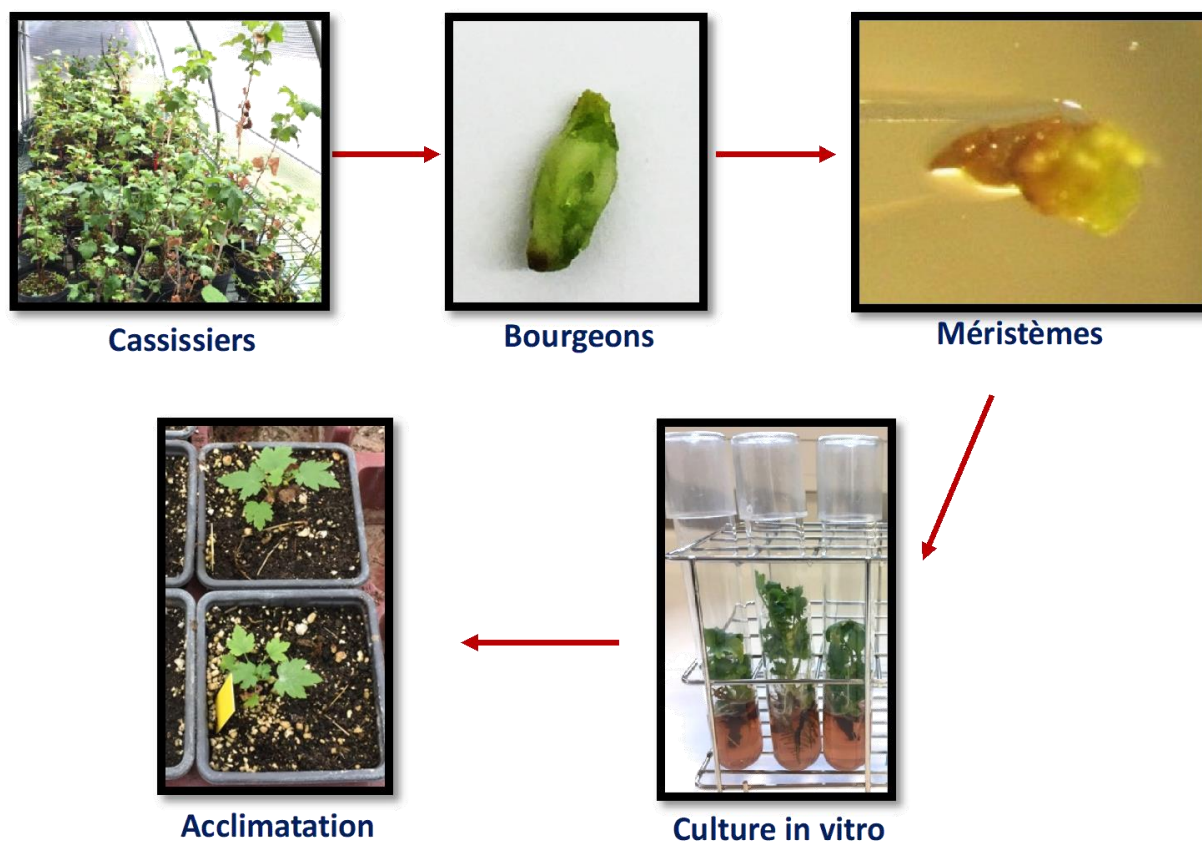 Cassissiers
Bourgeons
Méristèmes
Acclimatation
Culture in vitro